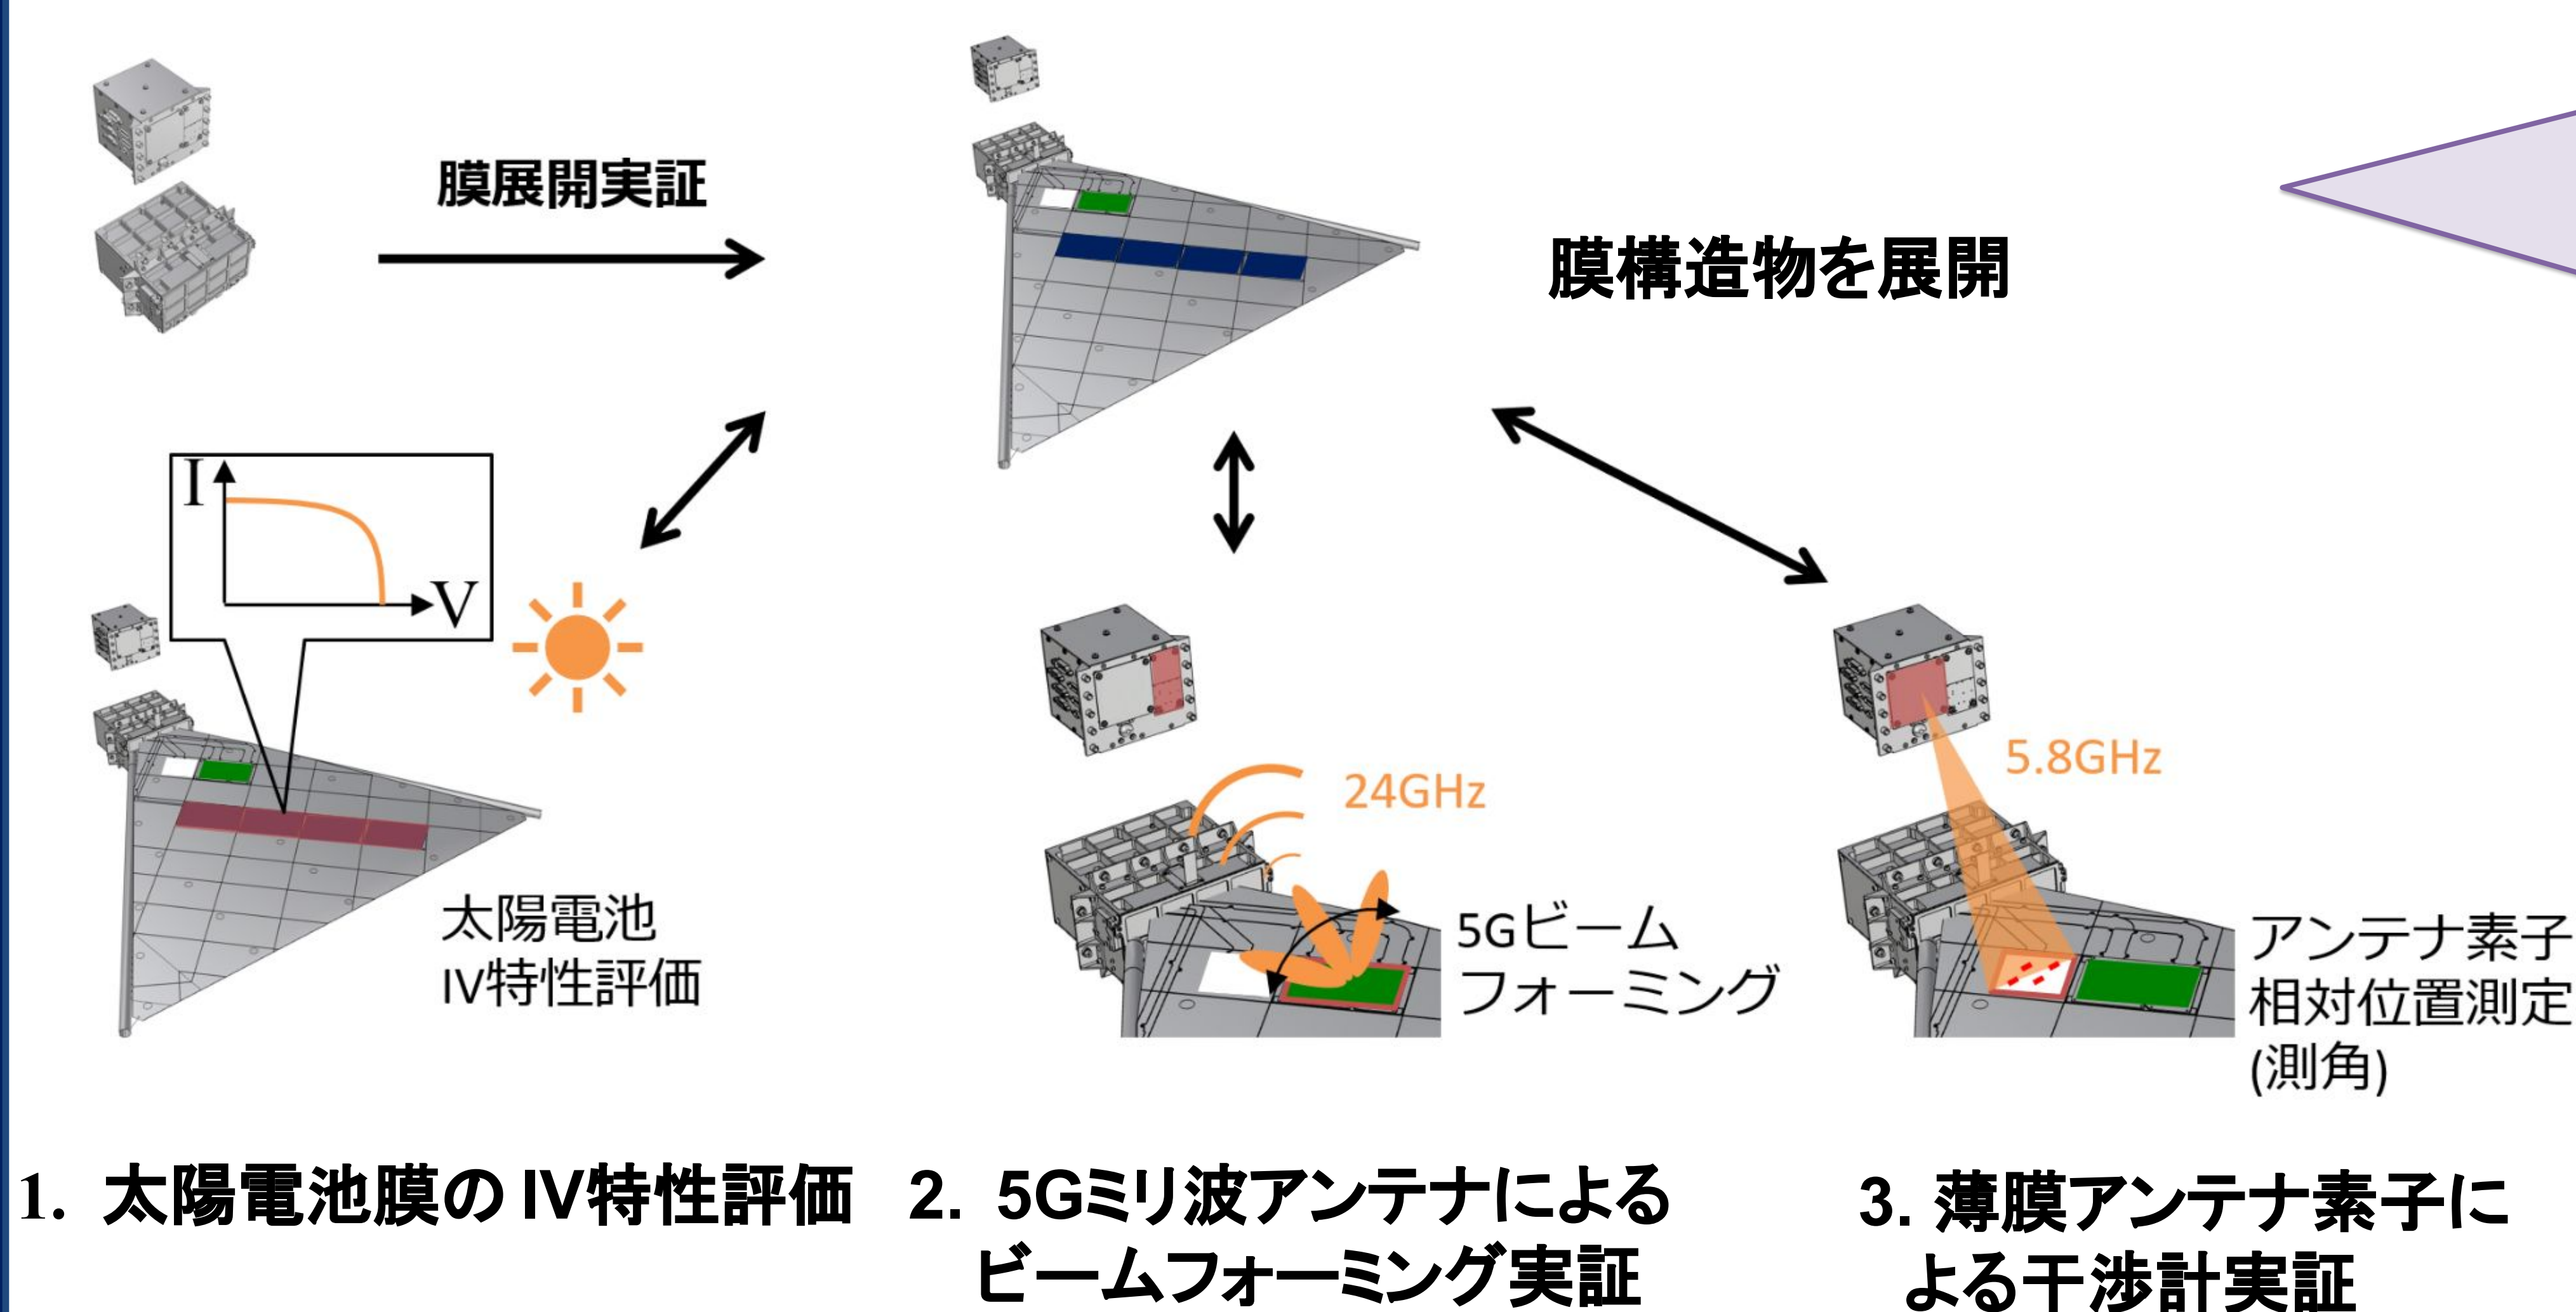 膜展開実証
膜構造物を展開
I
V
太陽電池
IV特性評価
24GHz
5Gビーム
フォーミング
5.8GHz
アンテナ素子
相対位置測定
(測角)
1. 太陽電池膜のIV特性評価
2. 5Gミリ波アンテナによる
ビームフォーミング実証
3. 薄膜アンテナ素子に
よる干渉計実証